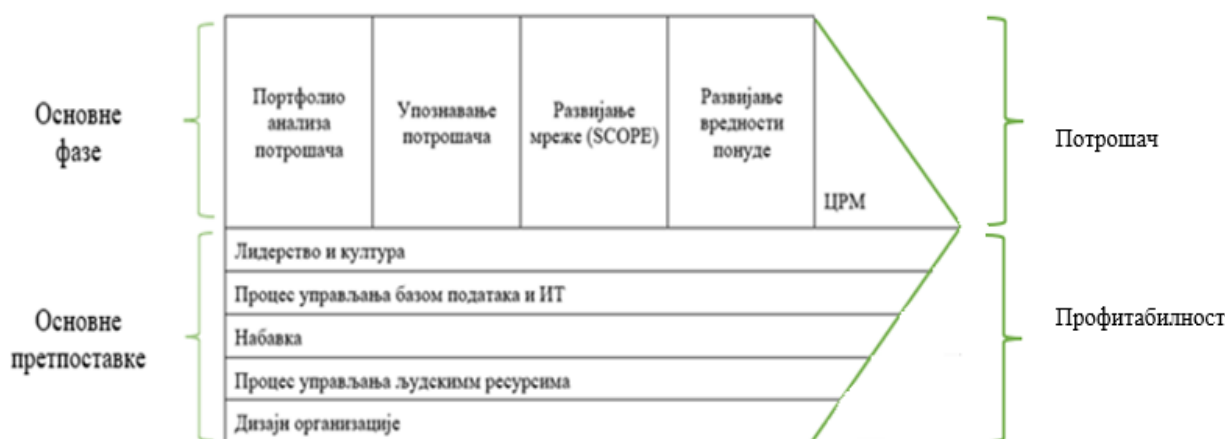 Основне
фазе
Портфолио
анализа
потрошача
Упознавање
потрошача
Развијање
мреже (SCOPE)
Развијање
вредности
понуде
ЦРМ
Потрошач
Основне
претпоставке
Лидерство и култура
Процес управљања базом података и ИТ
Набавка
Процес управљања људскимм ресурсима
Дизајн организације
Профитабилност